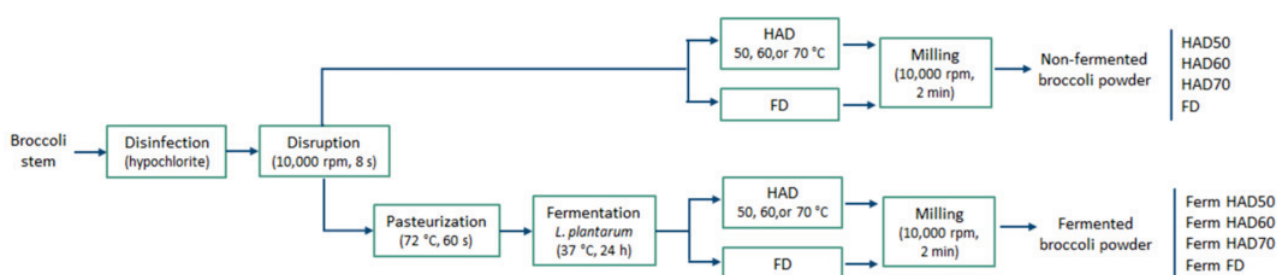 Broccoli
stem
Disinfection
(hypochlorite)
Disruption
(10,000 rpm, 8 s)
HAD
50, 60,or 70 °C
FD
Milling
(10,000 rpm,
2 min)
Non-fermented
broccoli powder
HAD50
HAD60
HAD70
FD
Pasteurization
(72 °C, 60 s)
Fermentation
L. plantarum
(37 °C, 24 h)
HAD
50, 60,or 70 °C
FD
Milling
(10,000 rpm,
2 min)
Fermented
broccoli powder
Ferm HAD50
Ferm HAD60
Ferm HAD70
Ferm FD